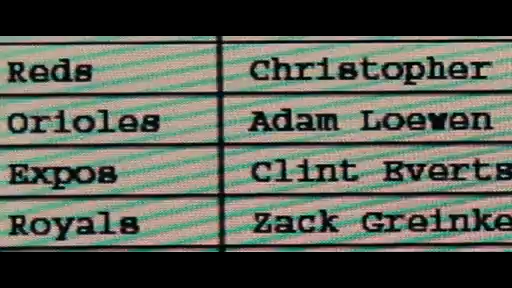 Reds Christopher
Orioles Adam Loewen
Expos Clint Everts
Royals Zack Greinke